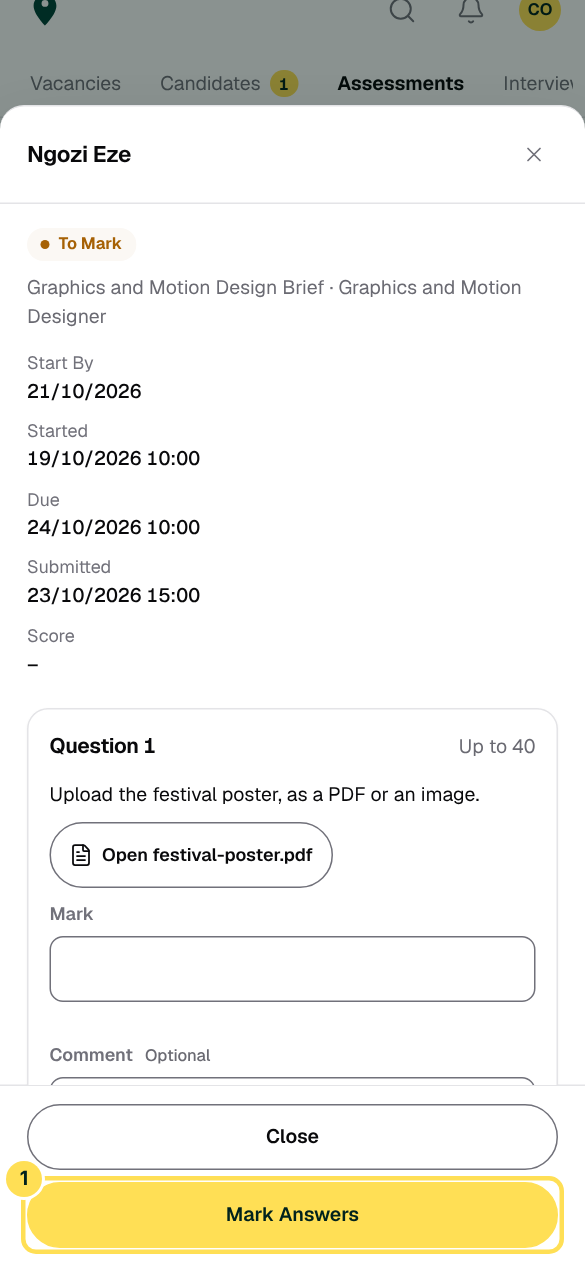 CO
Vacancies
Candidates 1
Assessments
Ngozi Eze
To Mark
Graphics and Motion Design Brief · Graphics and Motion
Designer
Start By
21/10/2026
Started
19/10/2026 10:00
Due
24/10/2026 10:00
Submitted
23/10/2026 15:00
Score
–
Question 1
Up to 40
Upload the festival poster, as a PDF or an image.
Open festival-poster.pdf
Mark
Comment Optional
Close
1
Mark Answers